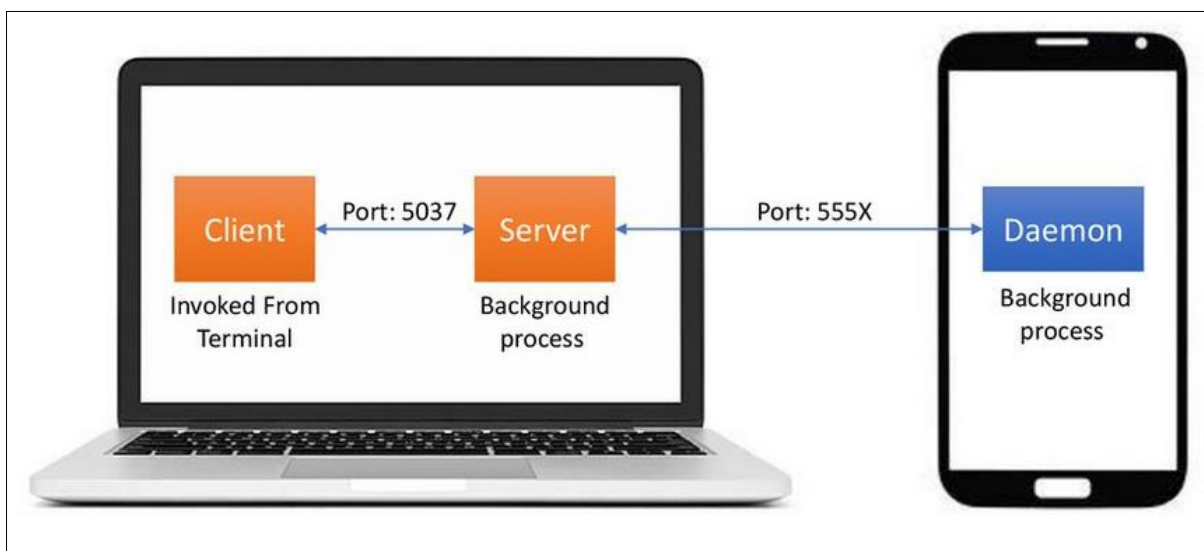 Client
Port: 5037
Server
Port: 555X
Daemon
Invoked From
Terminal
Background
process
Background
process